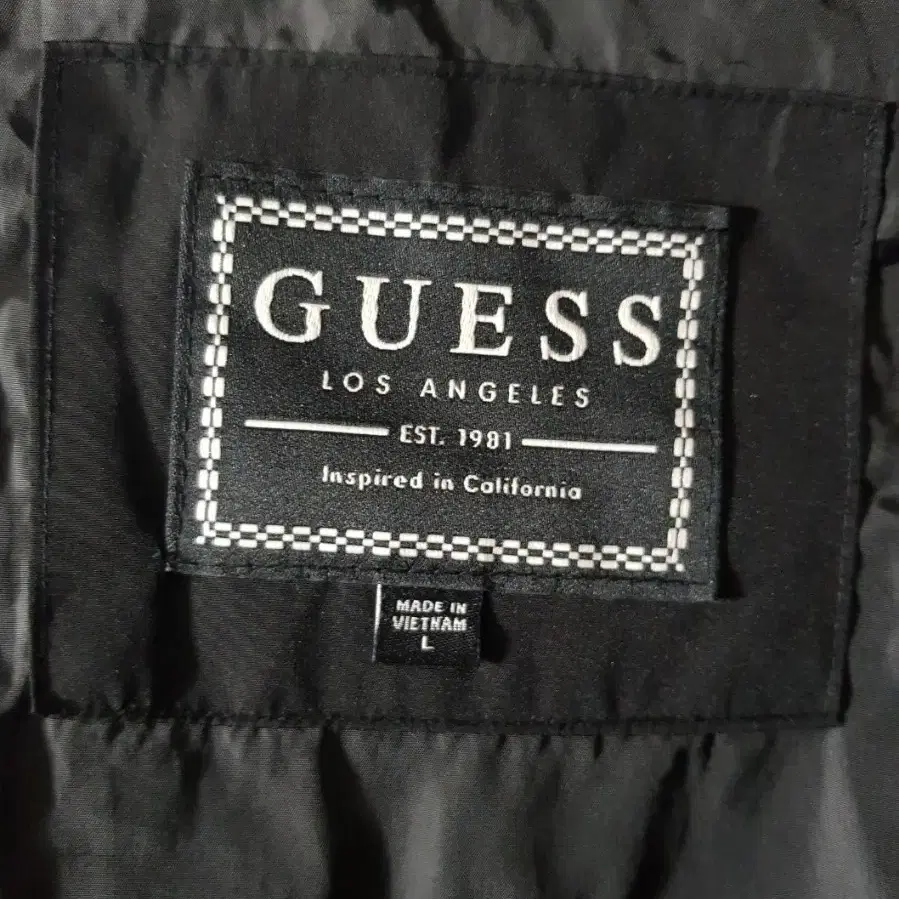 GUESS
LOS ANGELES
EST. 1981
Inspired in California
MADE IN
VIETNAM
L